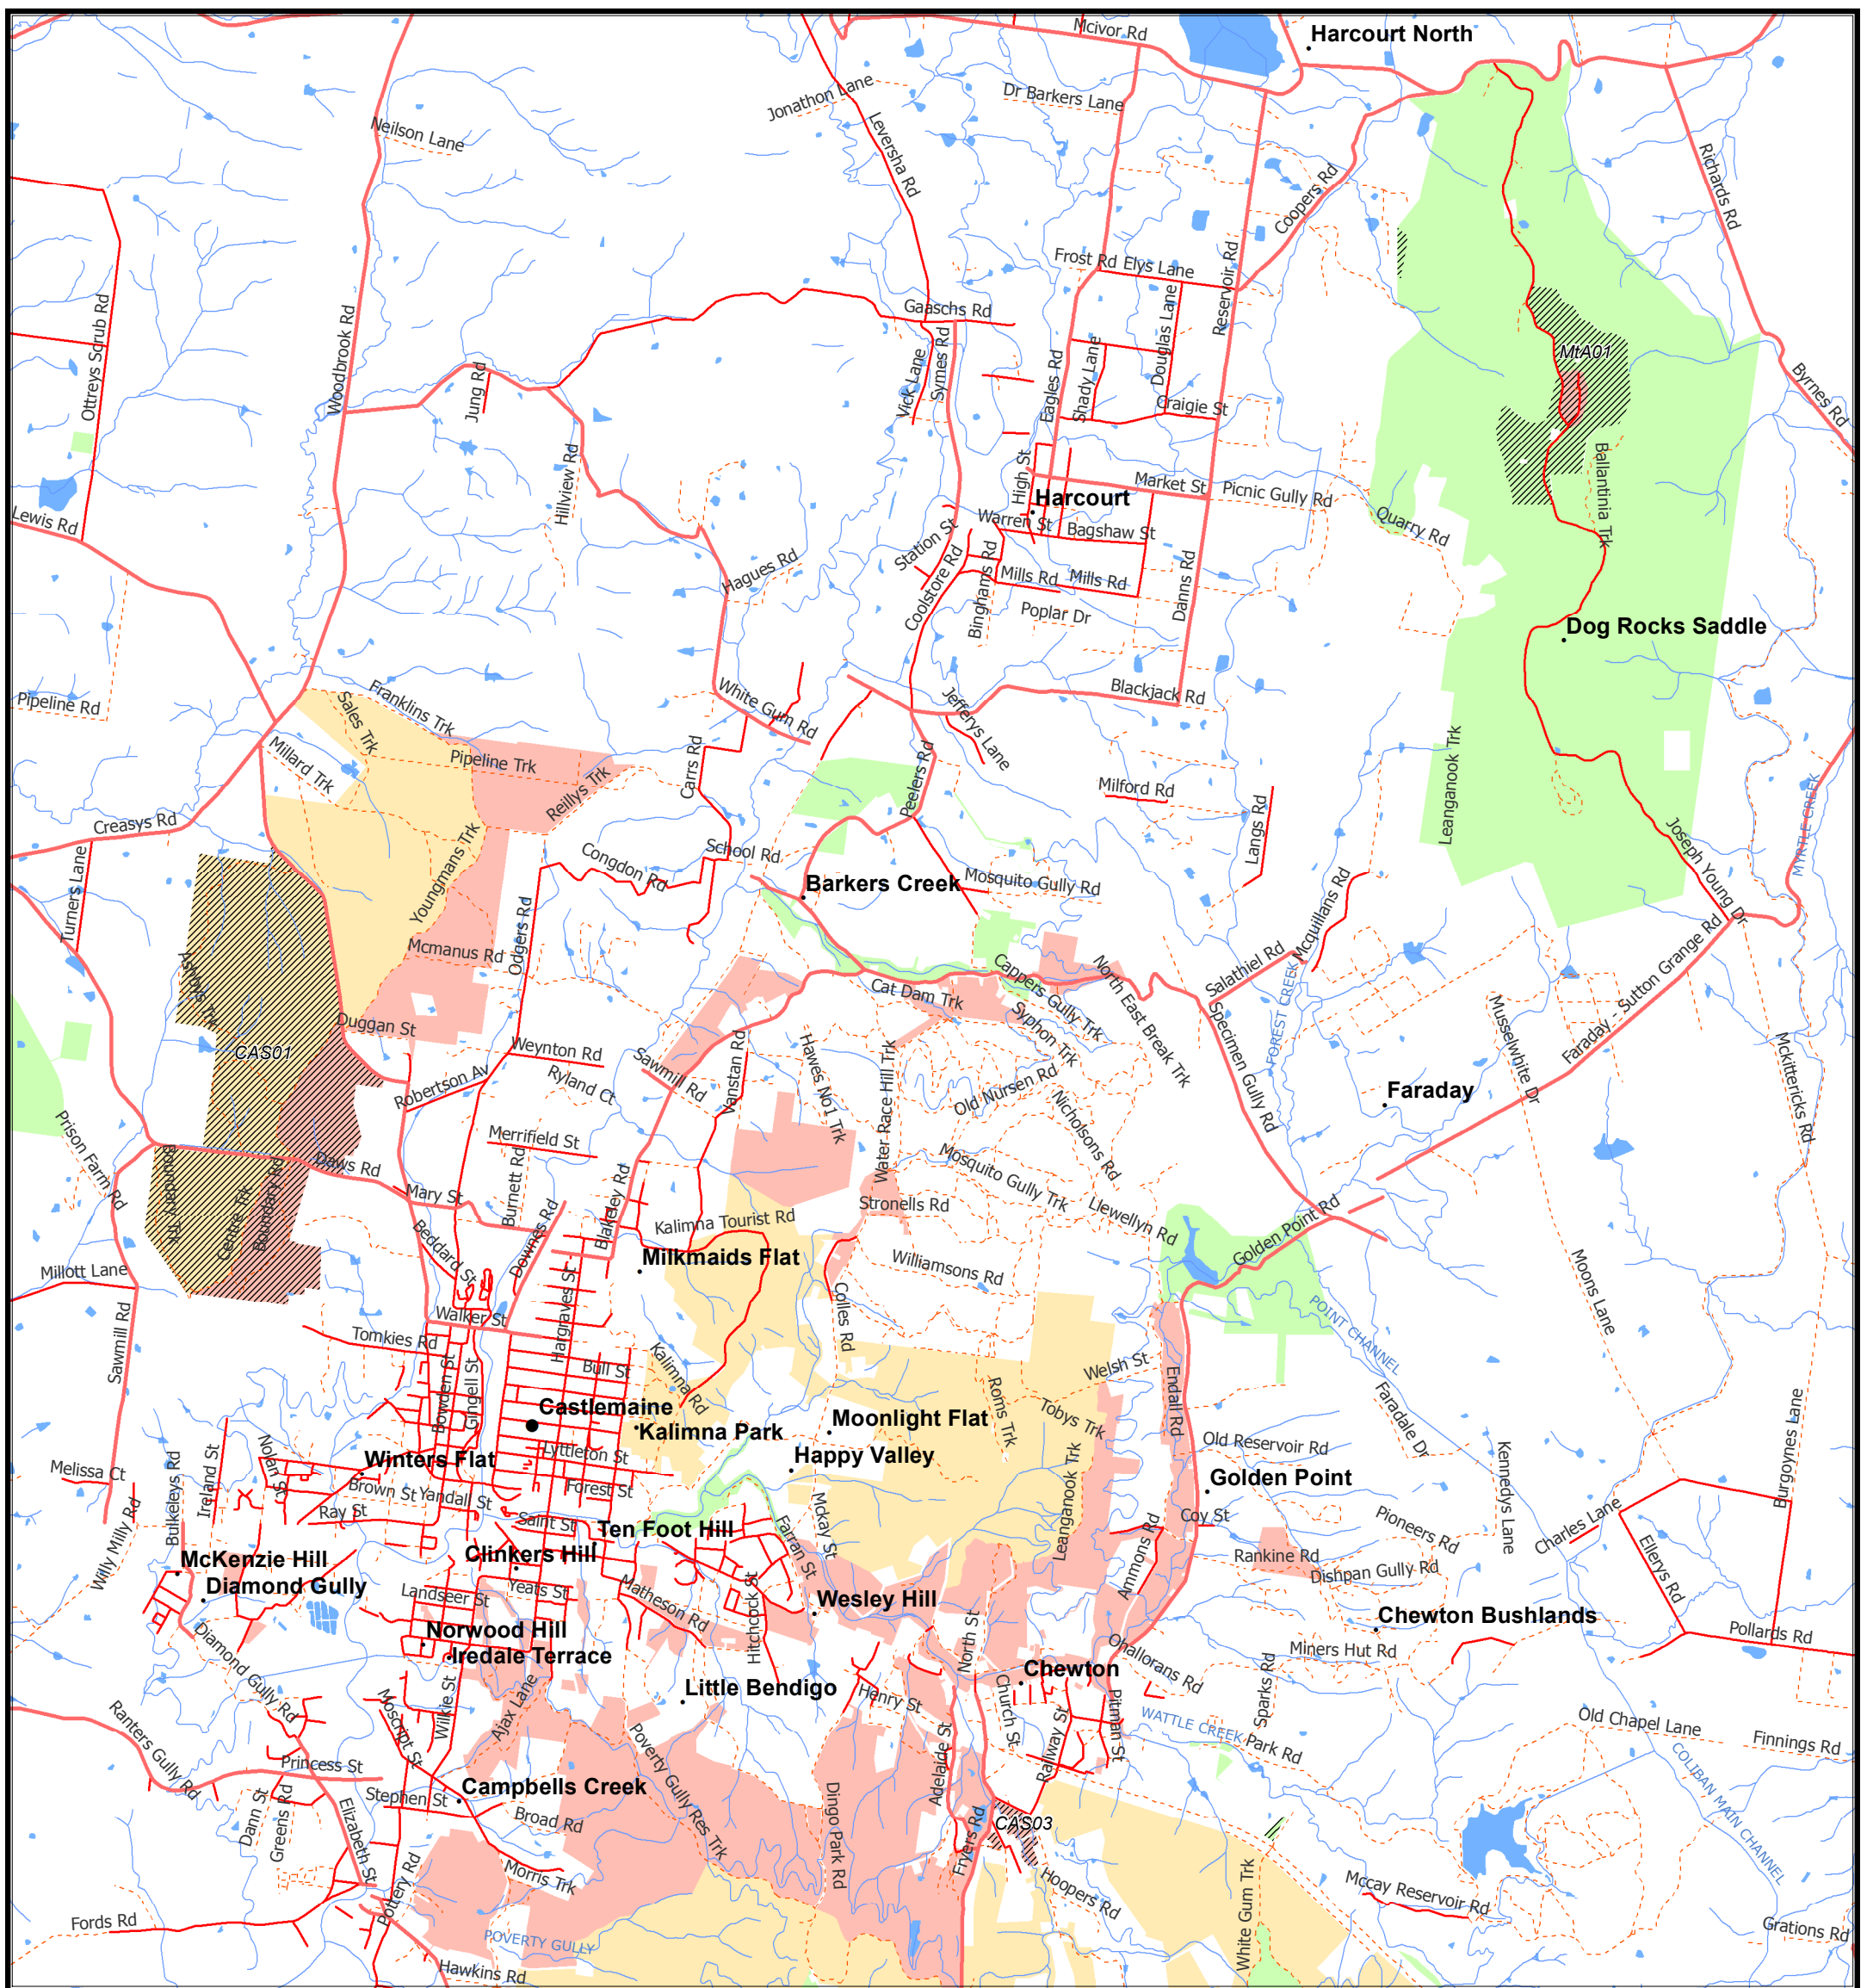 Mcivor Rd
Harcourt North
Jonathon Lane
Dr Barkers Lane
Neilson Lane
Leversha Rd
Richards Rd
Coopers Rd
Frost Rd
Elys Lane
Reservoir Rd
Ottreys Scrub Rd
Woodbrook Rd
Gaaschs Rd
Douglas Lane
MtA01
Vick Lane
Symes Rd
Eagles Rd
Shady Lane
Jung Rd
Craigie St
Byrnes Rd
Hillview Rd
High St
Market St
Picnic Gully Rd
Harcourt
Ballantinia Trk
Lewis Rd
Warren St
Bagshaw St
Quarry Rd
Station St
Coolstore Rd
Binghams Rd
Hagues Rd
Mills Rd
Mills Rd
Poplar Dr
Danns Rd
Dog Rocks Saddle
Pipeline Rd
Sales Trk
Franklins Trk
White Gum Rd
Blackjack Rd
Jefferys Lane
Millard Trk
Pipeline Trk
Reillys Trk
Carrs Rd
Peelers Rd
Milford Rd
Leanganook Trk
MYRTLE CREEK
Creasys Rd
Turners Lane
Youngmans Trk
Congdon Rd
School Rd
Langs Rd
Joseph Young Dr
Barkers Creek
Mosquito Gully Rd
Mcquillans Rd
Odgers Rd
Mcmanus Rd
Ashbys Trk
Cat Dam Trk
Cappers Gully Trk
North East Break Trk
Salathiel Rd
FOREST CREEK
Faraday - Sutton Grange Rd
Duggan St
CAS01
Syphon Trk
Specimen Gully Rd
Musselwhite Dr
Mckittericks Rd
Weynton Rd
Ryland Ct
Robertson Av
Sawmill Rd
Vanstan Rd
Hawes No1 Trk
Water Race Hill Trk
Old Nursen Rd
Nicholsons Rd
Faraday
Prison Farm Rd
Merrifield St
Burnett Rd
Boundary Trk
Centre Trk
Boundary Rd
Daws Rd
Mary St
Mosquito Gully Trk
Llewellyn Rd
Stronells Rd
Blakeley Rd
Kalimna Tourist Rd
Beddard St
Downes Rd
Milkmaids Flat
Williamsons Rd
Golden Point Rd
Moons Lane
Millott Lane
Sawmill Rd
Walker St
Hargraves St
Colles Rd
POINT CHANNEL
Tomkies Rd
Bowden St
Gingell St
Bull St
Kalimna Rd
Welsh St
Endall Rd
Roms Trk
Tobys Trk
Faradale Dr
Burgoynes Lane
Castlemaine
Kalimna Park
Moonlight Flat
Happy Valley
Old Reservoir Rd
Kennedys Lane
Winters Flat
Lyttleton St
Golden Point
Melissa Ct
Bulkeleys Rd
Ireland St
Nolan St
Willy Milly Rd
Brown St
Yandall St
Ray St
Forest St
Saint St
Ten Foot Hill
Mckay St
Farran St
Leanganook Trk
Coy St
Pioneers Rd
Charles Lane
Ellerys Rd
McKenzie Hill
Diamond Gully
Clinkers Hill
Ammons Rd
Rankine Rd
Dishpan Gully Rd
Landseer St
Yeats St
Matheson Rd
Hitchcock St
Wesley Hill
Chewton Bushlands
Norwood Hill
Iredale Terrace
North St
Ohallorans Rd
Miners Hut Rd
Pollards Rd
Diamond Gully Rd
Chewton
Little Bendigo
Henry St
Church St
Pitman St
Sparks Rd
WATTLE CREEK
Park Rd
Old Chapel Lane
Finnings Rd
Ranters Gully Rd
Moscript St
Wilkie St
Ajax Lane
Poverty Gully Res Trk
Adelaide St
Railway St
COLIBAN MAIN CHANNEL
Princess St
Campbells Creek
Stephen St
Dann St
Greens Rd
Elizabeth St
Broad Rd
Dingo Park Rd
Fryers Rd
CAS03
Morris Trk
Pottery Rd
Hoopers Rd
White Gum Trk
Mccay Reservoir Rd
Fords Rd
POVERTY GULLY
Grations Rd
Hawkins Rd